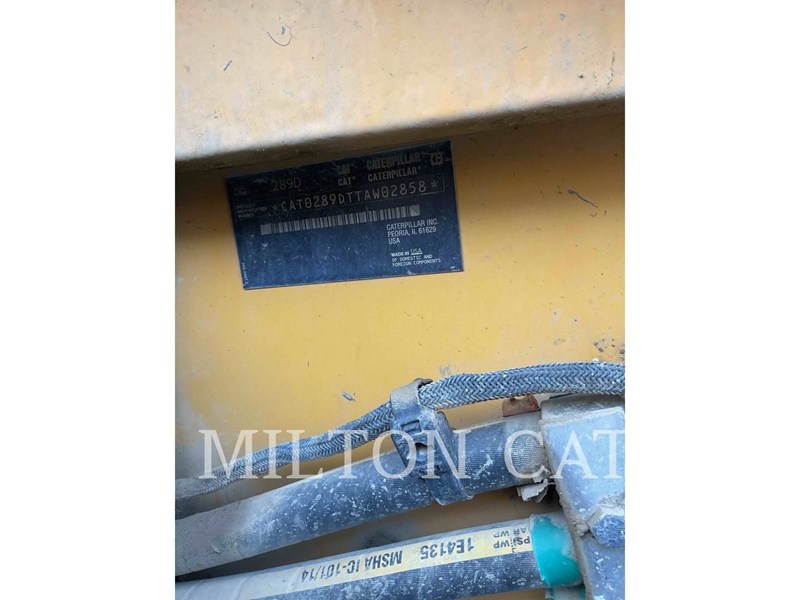 289D CAT CATERPILLAR
CAT® CATERPILLAR®
* CAT0289DTTAW02858 *
CATERPILLAR INC.
PEORIA, IL 61629
USA
MADE IN USA
OF DOMESTIC AND
FOREIGN COMPONENTS
MILTON CAT
1E4135 MSHA IC-101/14